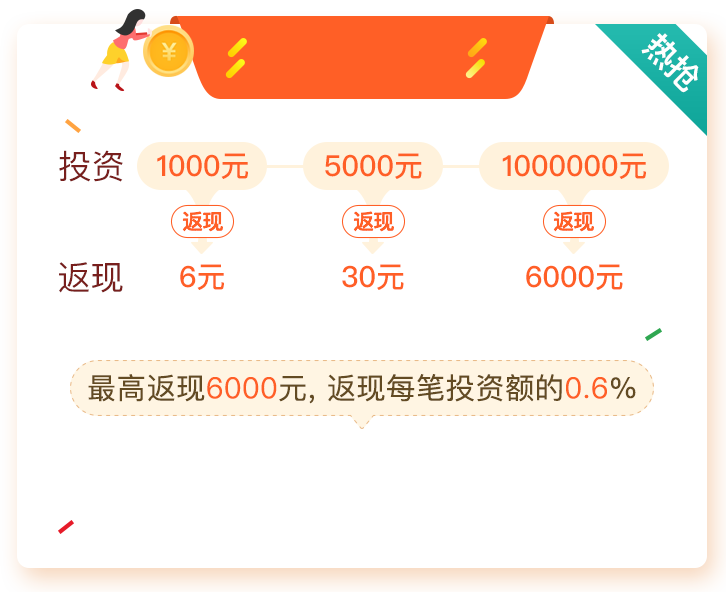 ¥
热抢
投资 1000元 5000元 1000000元
返现 返现 返现
返现 6元 30元 6000元
最高返现6000元, 返现每笔投资额的0.6%